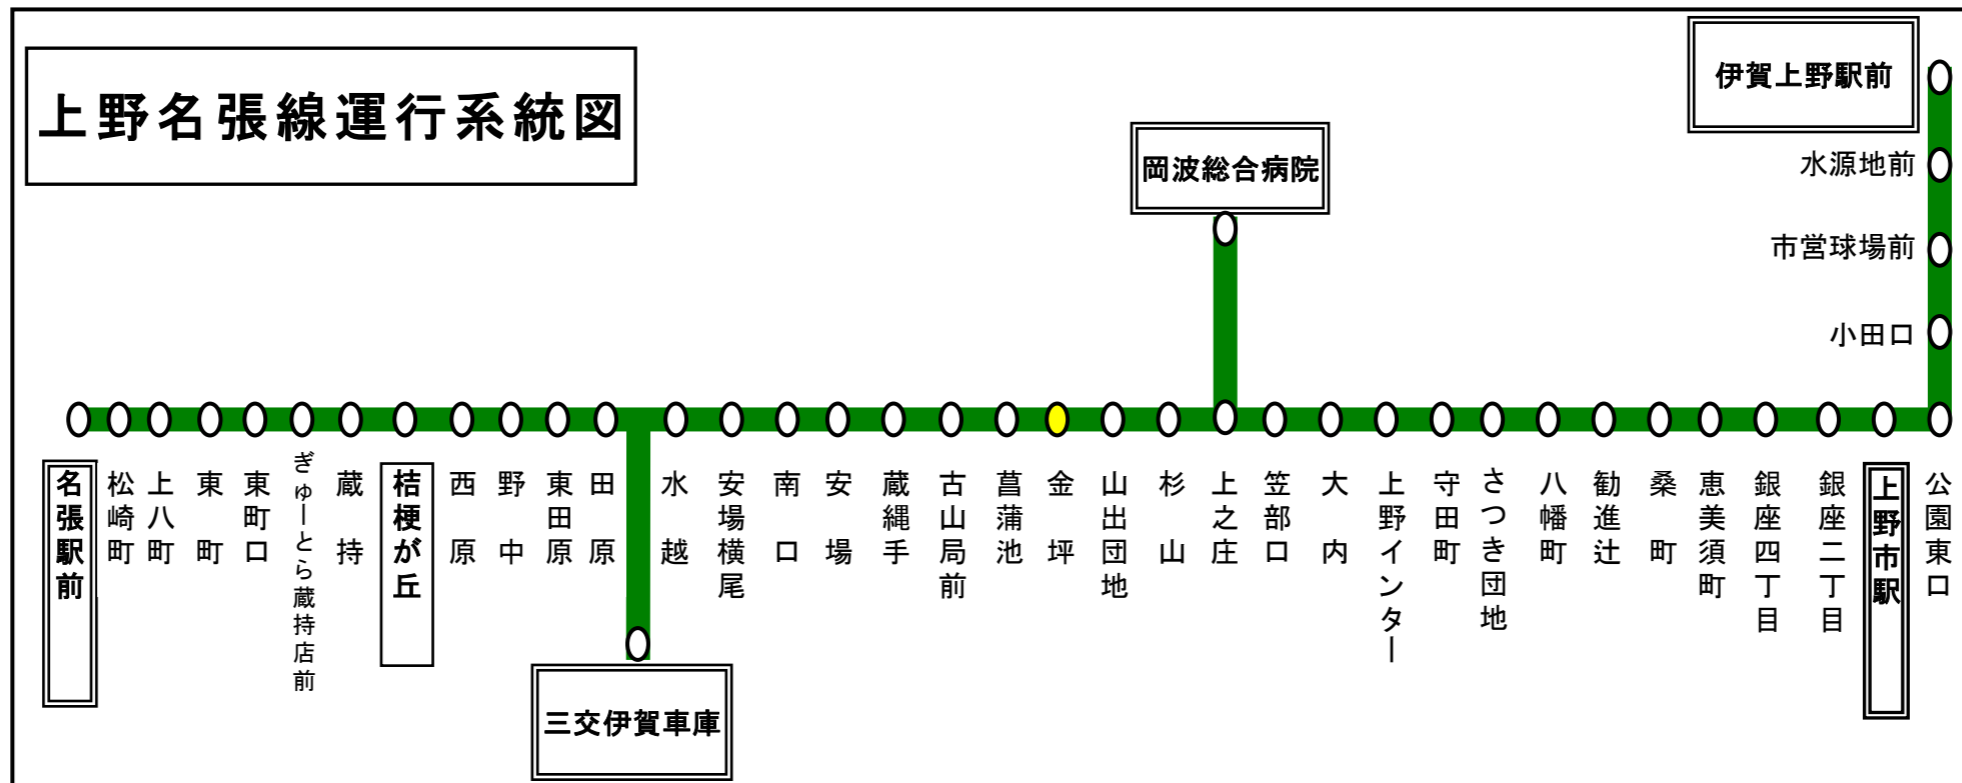 上野名張線運行系統図
伊賀上野駅前
岡波総合病院
水源地前
市営球場前
小田口
名張駅前
松崎町
上八町
東町
東町口
ぎゅーとら蔵持店前
蔵持
桔梗が丘
西原
野中
東田原
田原
水越
安場横尾
南口
安場
蔵縄手
古山局前
菖蒲池
金坪
山出団地
杉山
上之庄
笠部口
大内
上野インター
守田町
さつき団地
八幡町
勧進辻
桑町
恵美須町
銀座四丁目
銀座二丁目
上野市駅
公園東口
三交伊賀車庫